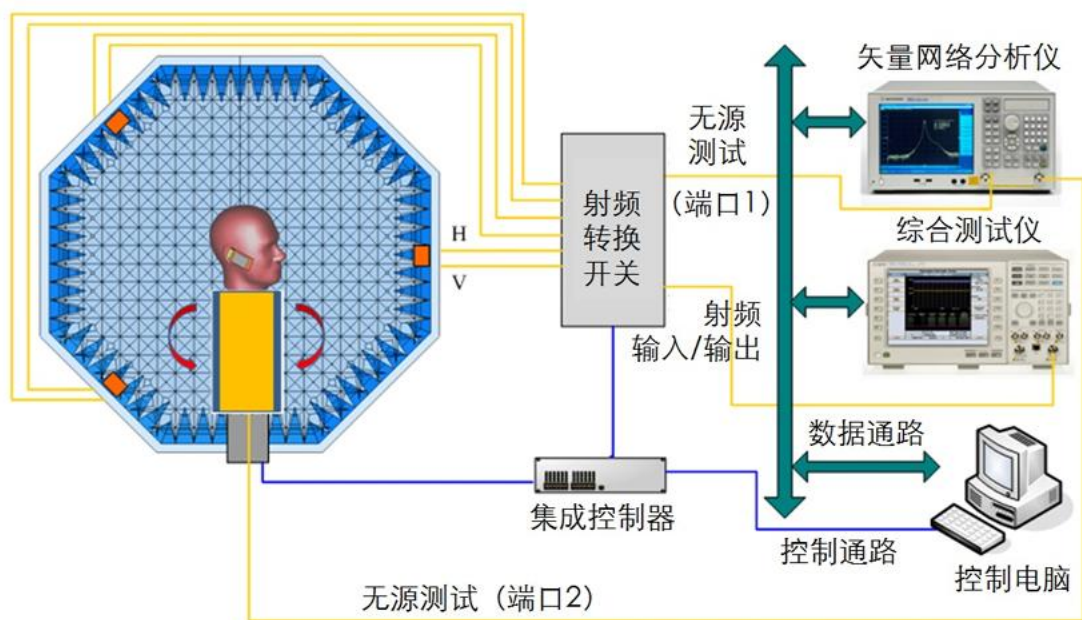 矢量网络分析仪
无源
测试
(端口1)
射频
转换
开关
H
V
综合测试仪
射频
输入/输出
数据通路
集成控制器
控制通路
控制电脑
无源测试（端口2）